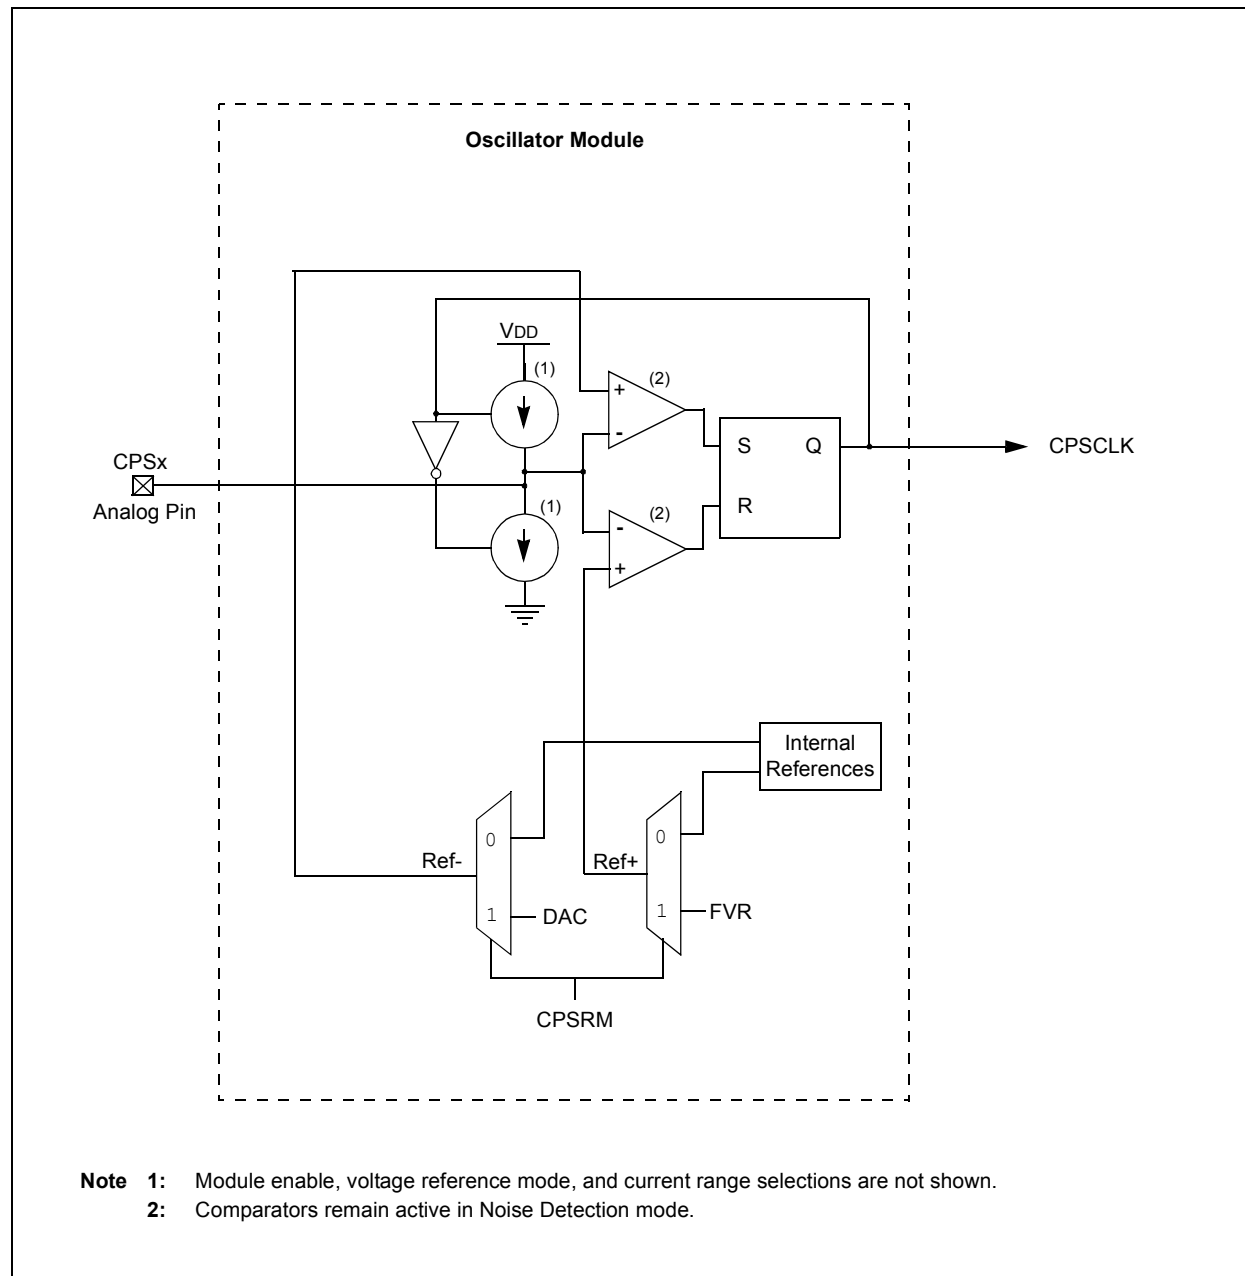 Oscillator Module
VDD
(1)
(2)
+
-
S Q
CPSCLK
CPSx
Analog Pin
(1)
(2)
-
+
R
Internal
References
0
Ref-
1
DAC
0
Ref+
1
FVR
CPSRM
Note 1: Module enable, voltage reference mode, and current range selections are not shown.
2: Comparators remain active in Noise Detection mode.